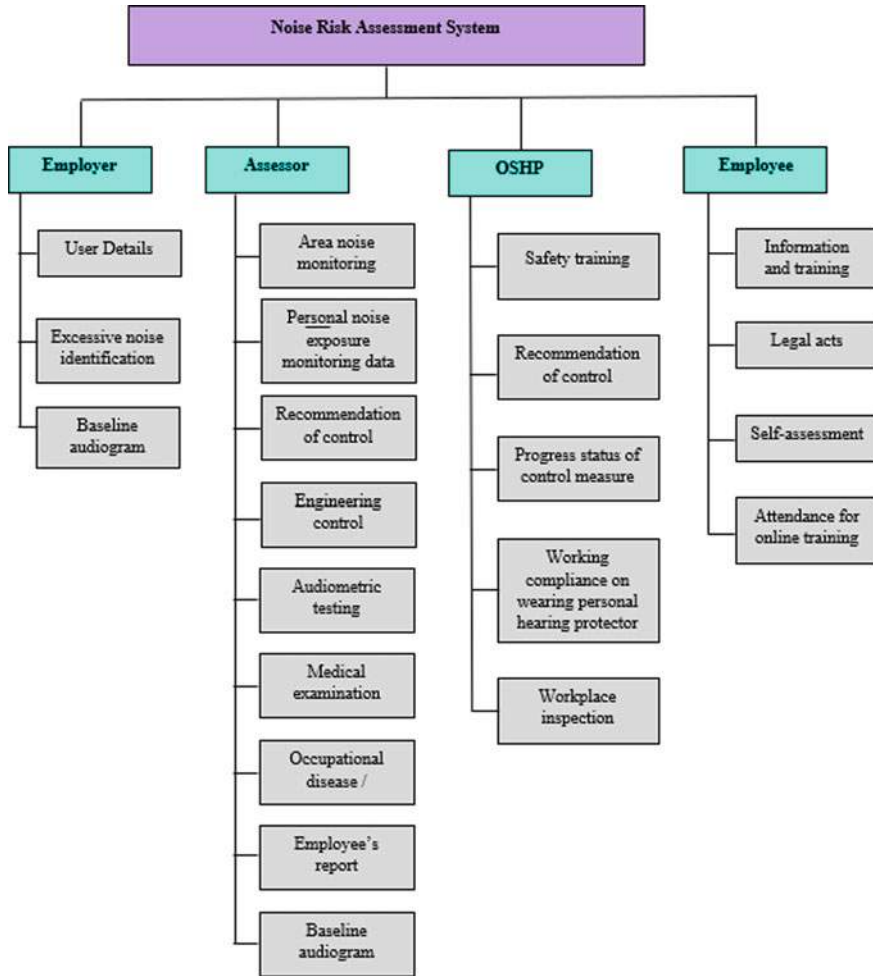 Noise Risk Assessment System
Employer
User Details
Excessive noise
identification
Baseline
audiogram
Assessor
Area noise
monitoring
Personal noise
exposure
monitoring data
Recommendation
of control
Engineering
control
Audiometric
testing
Medical
examination
Occupational
disease /
Employee's
report
Baseline
audiogram
OSHP
Safety training
Recommendation
of control
Progress status of
control measure
Working
compliance on
wearing personal
hearing protector
Workplace
inspection
Employee
Information
and training
Legal acts
Self-assessment
Attendance for
online training